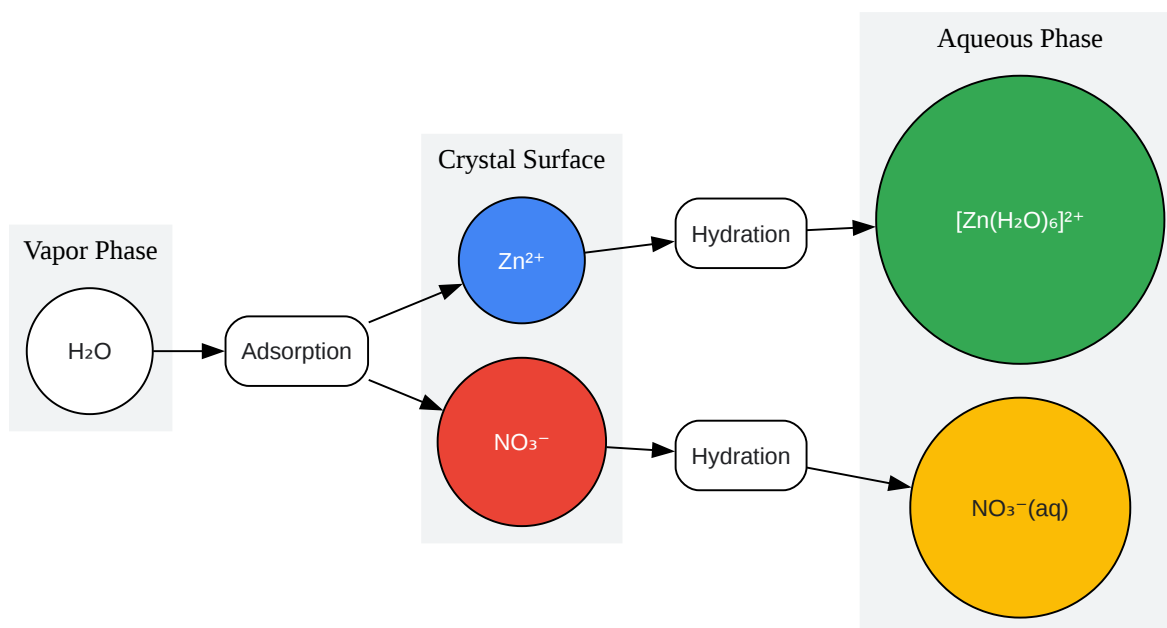 Vapor Phase
H₂O
Adsorption
Crystal Surface
Zn²⁺
NO₃⁻
Hydration
Hydration
Aqueous Phase
[Zn(H₂O)₆]²⁺
NO₃⁻(aq)